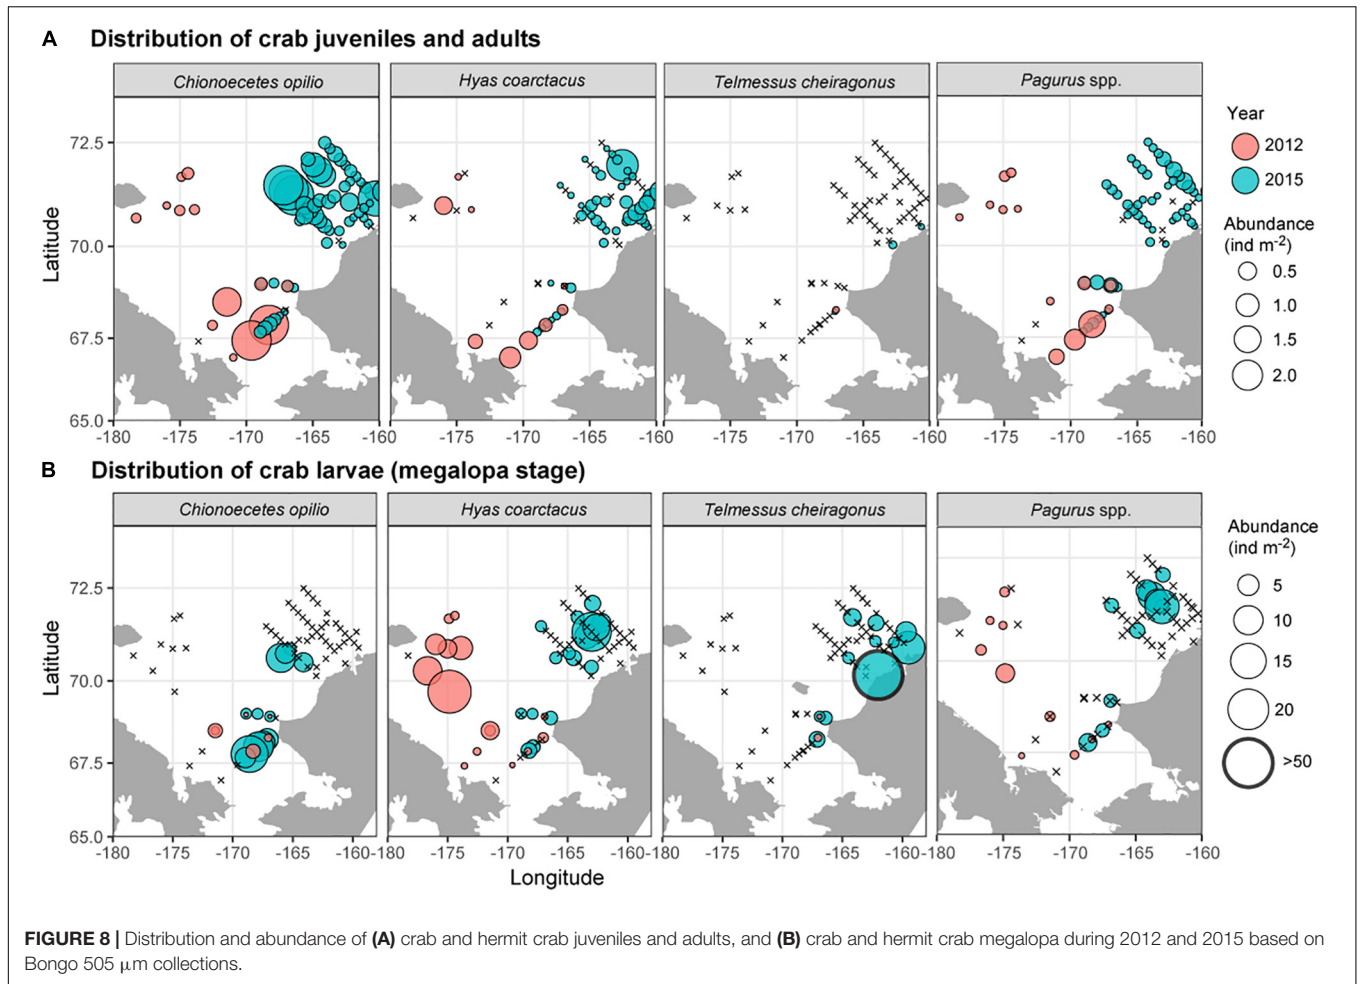 A Distribution of crab juveniles and adults
Chionoecetes opilio
Hyas coarctacus
Telmessus cheiragonus
Pagurus spp.
72.5
70.0
67.5
65.0
Latitude
-180 -175 -170 -165 -160
-175 -170 -165 -160
-175 -170 -165 -160
-175 -170 -165 -160
Year
2012
2015
Abundance
(ind m-2)
0.5
1.0
1.5
2.0
B Distribution of crab larvae (megalopa stage)
Chionoecetes opilio
Hyas coarctacus
Telmessus cheiragonus
Pagurus spp.
72.5
70.0
67.5
65.0
Latitude
-180 -175 -170 -165 -160
-180 -175 -170 -165 -160
-180 -175 -170 -165 -160
-180 -175 -170 -165 -160
Longitude
Abundance
(ind m-2)
5
10
15
20
>50
FIGURE 8 | Distribution and abundance of (A) crab and hermit crab juveniles and adults, and (B) crab and hermit crab megalopa during 2012 and 2015 based on
Bongo 505 μm collections.